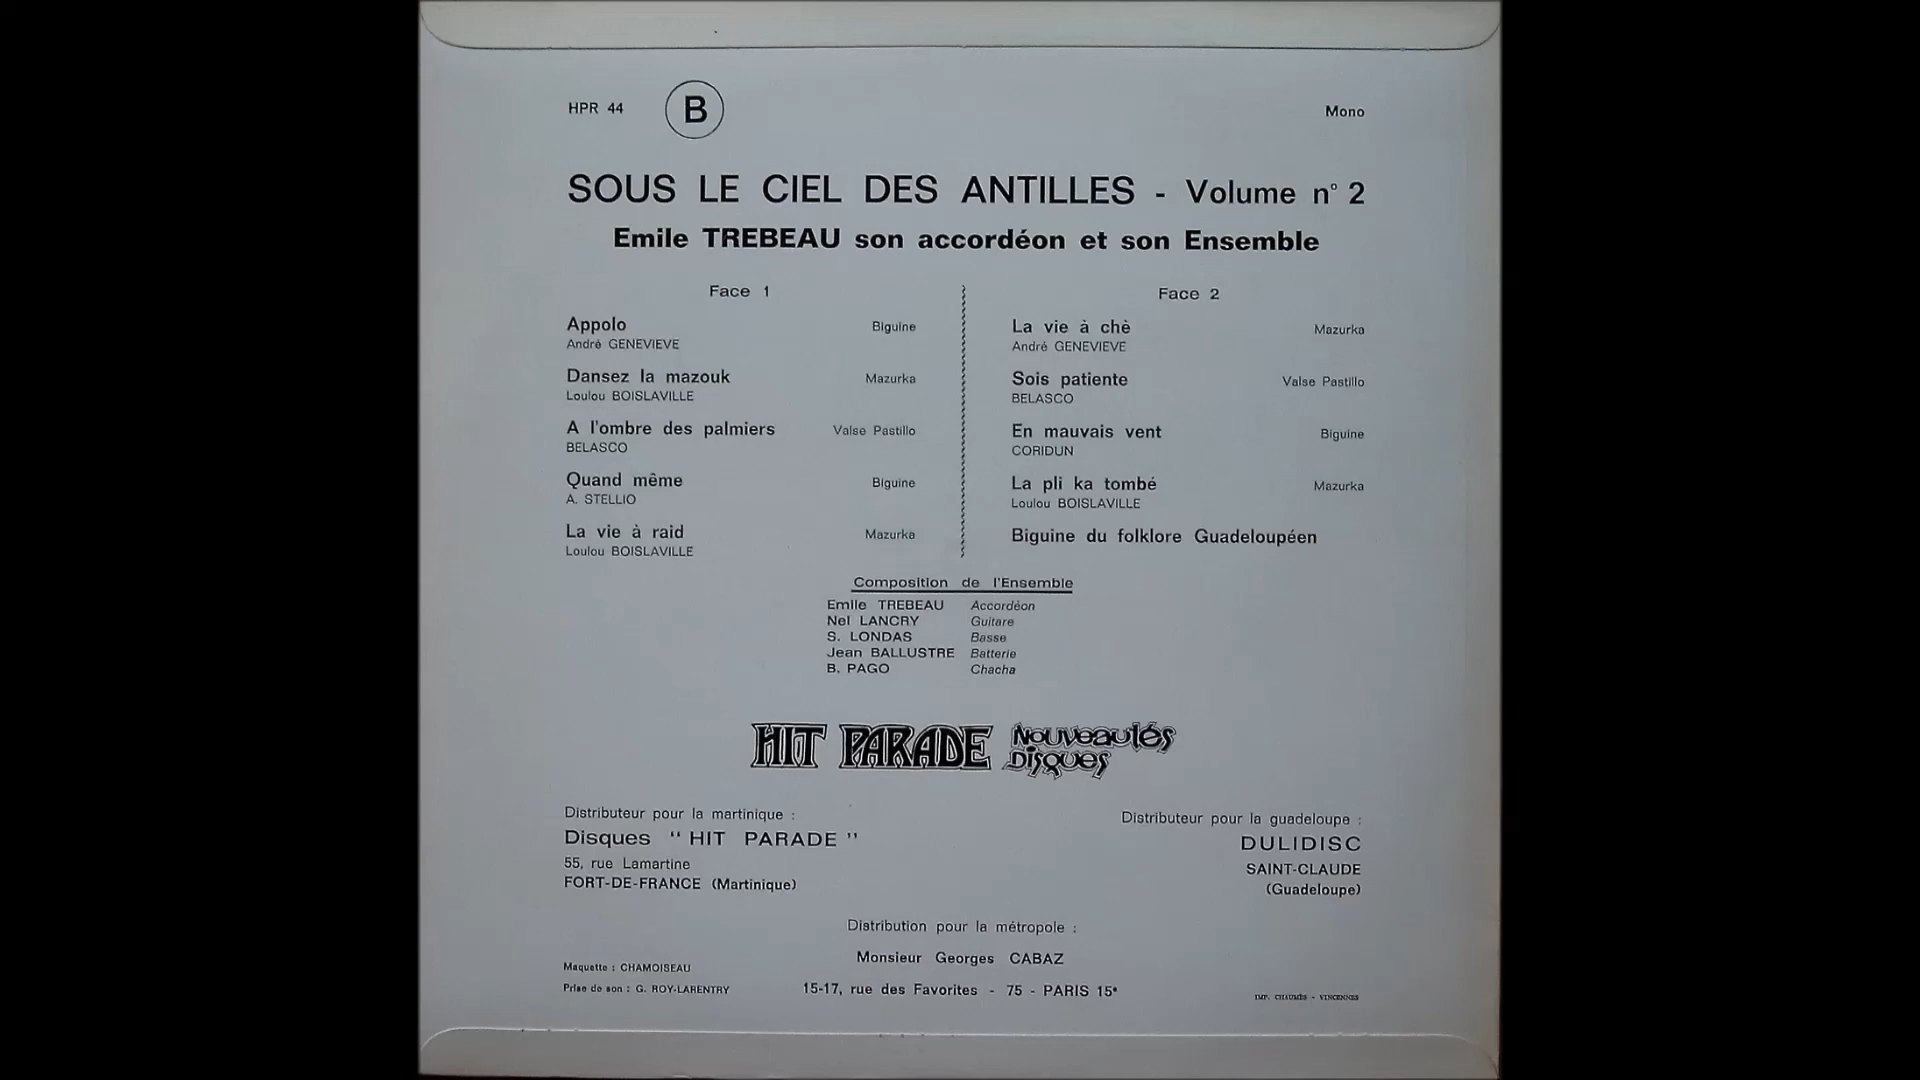 HPR 44 B Mono
SOUS LE CIEL DES ANTILLES - Volume n° 2
Emile TREBEAU son accordéon et son Ensemble
Face 1
Appolo Biguine
André GENEVIEVE
Dansez la mazouk Mazurka
Loulou BOISLAVILLE
A l'ombre des palmiers Valse Pastillo
BELASCO
Quand même Biguine
A. STELLIO
La vie à raid Mazurka
Loulou BOISLAVILLE
Face 2
La vie à chè Mazurka
André GENEVIEVE
Sois patiente Valse Pastillo
BELASCO
En mauvais vent Biguine
CORIDUN
La pli ka tombé Mazurka
Loulou BOISLAVILLE
Biguine du folklore Guadeloupéen
Composition de l'Ensemble
Emile TREBEAU Accordéon
Nel LANCRY Guitare
S. LONDAS Basse
Jean BALLUSTRE Batterie
B. PAGO Chacha
HIT PARADE Nouveautés
Disques
Distributeur pour la martinique :
Disques “ HIT PARADE ”
55, rue Lamartine
FORT-DE-FRANCE (Martinique)
Distributeur pour la guadeloupe :
DULIDISC
SAINT-CLAUDE
(Guadeloupe)
Distribution pour la métropole :
Monsieur Georges CABAZ
15-17, rue des Favorites - 75 - PARIS 15e
Maquette : CHAMOISEAU
Prise de son : G. ROY-LARENTRY
IMP. CHAUMÈS - VINCENNES